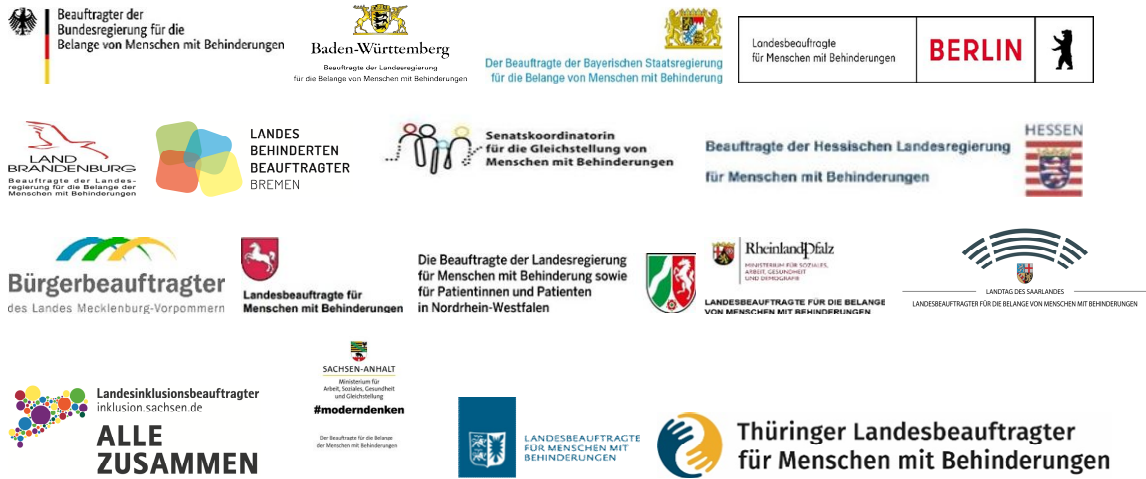 Beauftragter der
Bundesregierung für die
Belange von Menschen mit Behinderungen
Baden-Württemberg
Beauftragte der Landesregierung
für die Belange von Menschen mit Behinderungen
Der Beauftragte der Bayerischen Staatsregierung
für die Belange von Menschen mit Behinderung
Landesbeauftragte
für Menschen mit Behinderungen
BERLIN
LAND
BRANDENBURG
Beauftragte der Landes-
regierung für die Belange der
Menschen mit Behinderungen
LANDES
BEHINDERTEN
BEAUFTRAGTER
BREMEN
Senatskoordinatorin
für die Gleichstellung von
Menschen mit Behinderungen
Beauftragte der Hessischen Landesregierung
für Menschen mit Behinderungen
HESSEN
Bürgerbeauftragter
des Landes Mecklenburg-Vorpommern
Landesbeauftragte für
Menschen mit Behinderungen
Die Beauftragte der Landesregierung
für Menschen mit Behinderung sowie
für Patientinnen und Patienten
in Nordrhein-Westfalen
RheinlandPfalz
MINISTERIUM FÜR SOZIALES,
ARBEIT, GESUNDHEIT
UND DEMOGRAFIE
LANDESBEAUFTRAGTE FÜR DIE BELANGE
VON MENSCHEN MIT BEHINDERUNGEN
LANDTAG DES SAARLANDES
LANDESBEAUFTRAGTER FÜR DIE BELANGE VON MENSCHEN MIT BEHINDERUNGEN
Landesinklusionsbeauftragter
inklusion.sachsen.de
ALLE
ZUSAMMEN
SACHSEN-ANHALT
Ministerium für
Arbeit, Soziales, Gesundheit
und Gleichstellung
#moderndenken
Der Beauftragte für die Belange
der Menschen mit Behinderungen
LANDESBEAUFTRAGTE
FÜR MENSCHEN MIT
BEHINDERUNGEN
Thüringer Landesbeauftragter
für Menschen mit Behinderungen